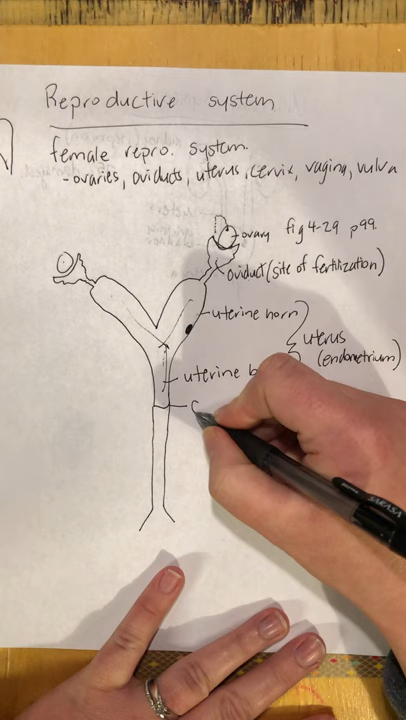 Reproductive system
female repro. system.
- ovaries, oviducts, uterus, cervix, vagina, vulva
ovary fig 4-29 p99.
oviduct (site of fertilization)
uterine horn
uterus
(endometrium)
uterine b
C
SARASA